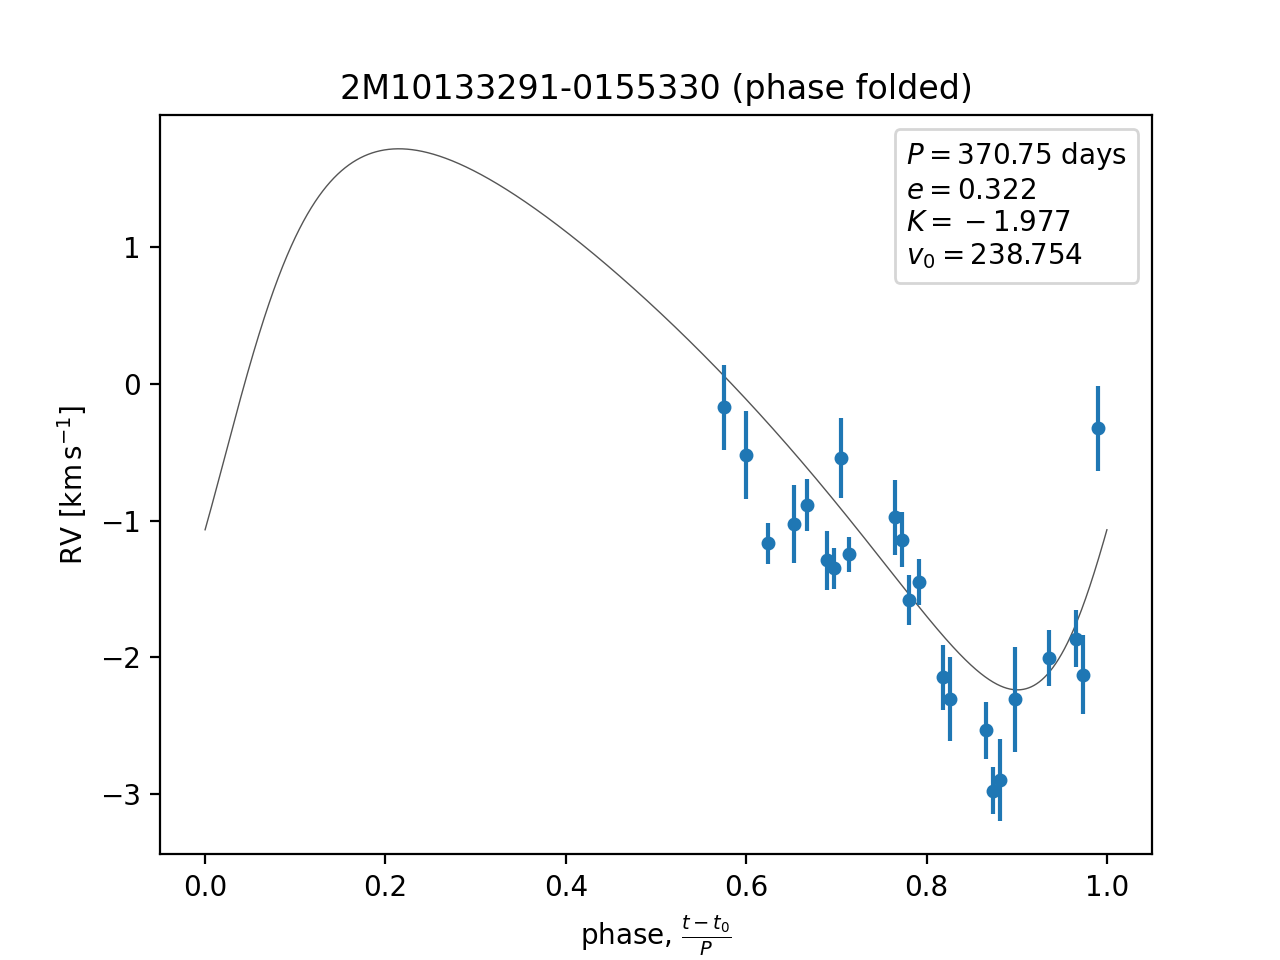 2M10133291-0155330 (phase folded)
P = 370.75 days
e = 0.322
K = −1.977
v₀ = 238.754
RV [km s⁻¹]
1
0
−1
−2
−3
0.0 0.2 0.4 0.6 0.8 1.0
phase, (t − t₀)/P